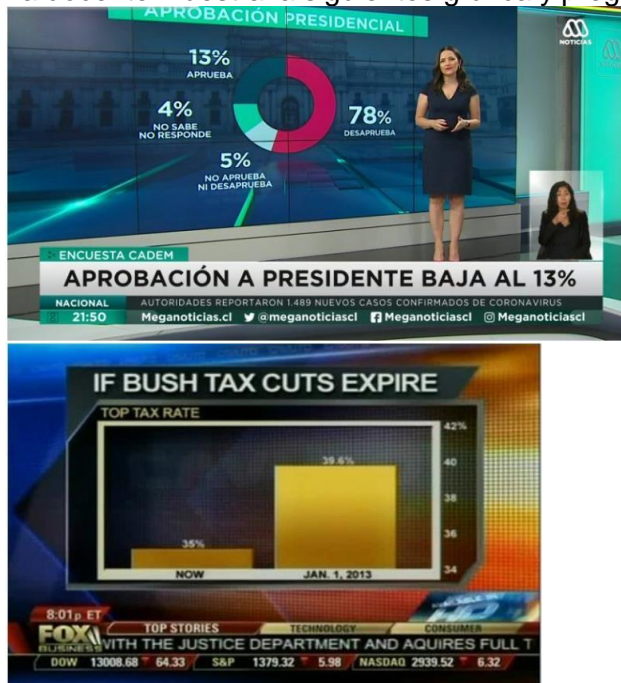 APROBACIÓN PRESIDENCIAL
13%
APRUEBA
4%
NO SABE
NO RESPONDE
5%
NO APRUEBA
NI DESAPRUEBA
78%
DESAPRUEBA
NOTICIAS
ENCUESTA CADEM
APROBACIÓN A PRESIDENTE BAJA AL 13%
NACIONAL AUTORIDADES REPORTARON 1.489 NUEVOS CASOS CONFIRMADOS DE CORONAVIRUS
21:50 Meganoticias.cl @meganoticiascl Meganoticiascl Meganoticiascl
IF BUSH TAX CUTS EXPIRE
TOP TAX RATE
42%
40
38
36
34
35%
39.6%
NOW JAN. 1, 2013
8:01p ET
TOP STORIES TECHNOLOGY CONSUMER
FOX BUSINESS WITH THE JUSTICE DEPARTMENT AND AQUIRES FULL T
DOW 13008.68 64.33 S&P 1379.32 5.98 NASDAQ 2939.52 6.32